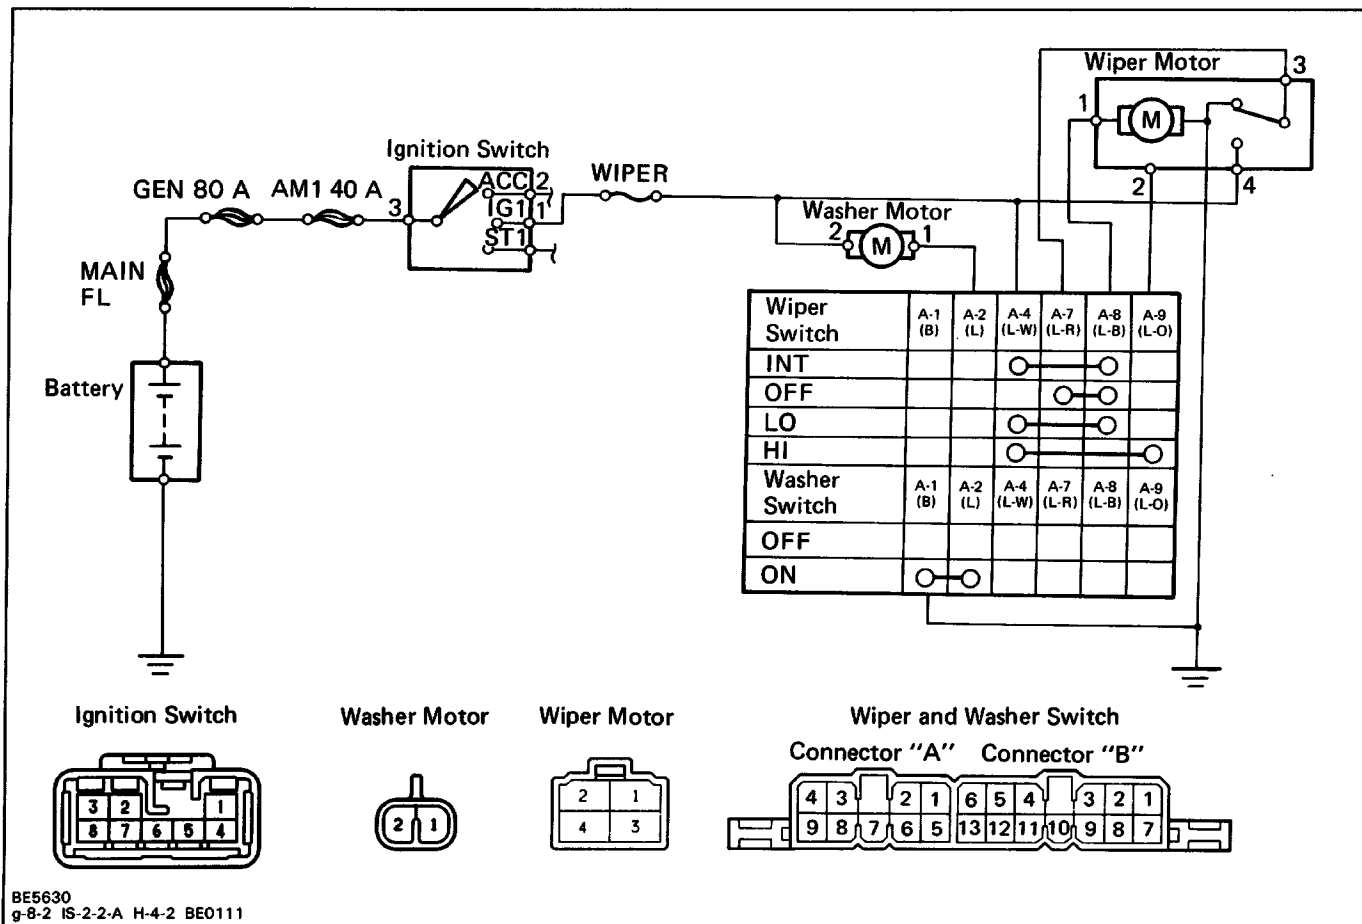 Wiper Motor
3
1
M
2
4
Ignition Switch
ACC 2
IG1 1
ST1
3
WIPER
GEN 80 A AM1 40 A
Washer Motor
2 M 1
MAIN
FL
Battery
Wiper
Switch
A-1
(B)
A-2
(L)
A-4
(L-W)
A-7
(L-R)
A-8
(L-B)
A-9
(L-O)
INT
OFF
LO
HI
Washer
Switch
A-1
(B)
A-2
(L)
A-4
(L-W)
A-7
(L-R)
A-8
(L-B)
A-9
(L-O)
OFF
ON
Ignition Switch
3 2 1
8 7 6 5 4
Washer Motor
2 1
Wiper Motor
2 1
4 3
Wiper and Washer Switch
Connector "A" Connector "B"
4 3 2 1 6 5 4 3 2 1
9 8 7 6 5 13 12 11 10 9 8 7
BE5630
g-8-2 IS-2-2-A H-4-2 BE0111